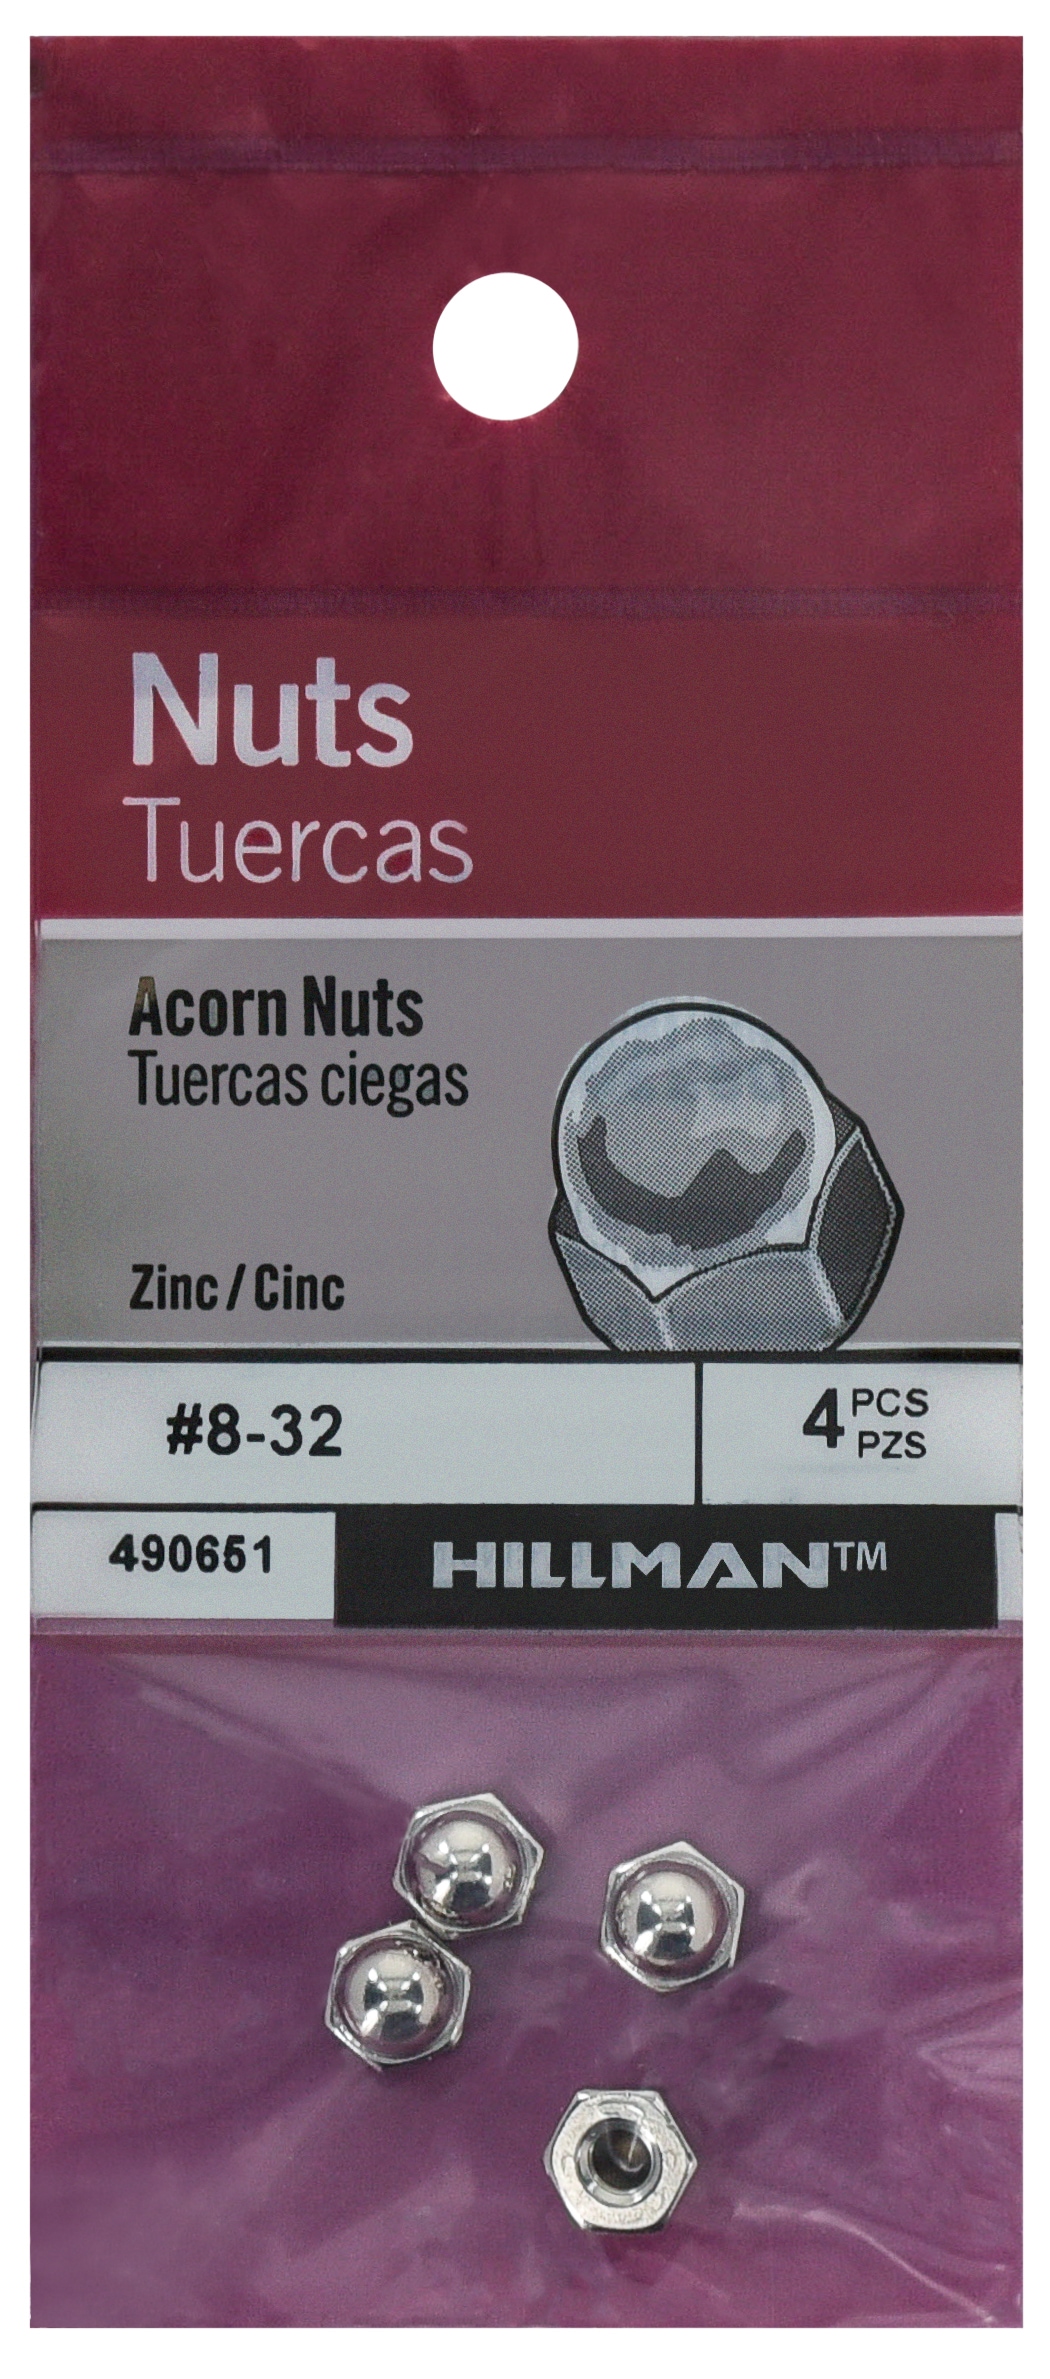 Nuts
Tuercas
Acorn Nuts
Tuercas ciegas
Zinc / Cinc
#8-32
4 PCS
PZS
490651
HILLMAN™